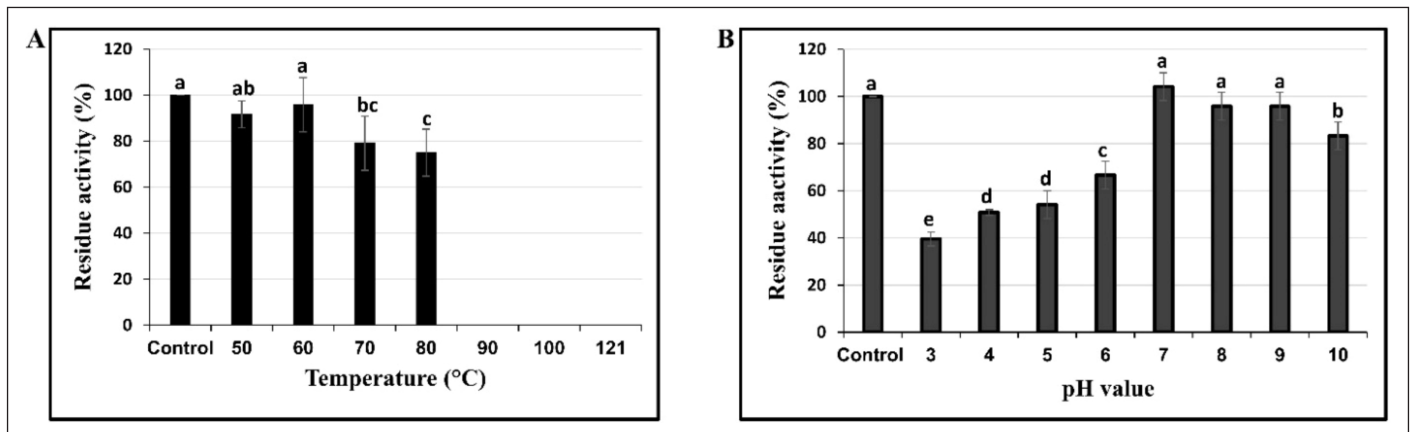 A
Residue activity (%)
120
100
80
60
40
20
0
a
ab
a
bc
c
Control 50 60 70 80 90 100 121
Temperature (°C)
B
Residue aactivity (%)
120
100
80
60
40
20
0
a
e
d
d
c
a
a
a
b
Control 3 4 5 6 7 8 9 10
pH value